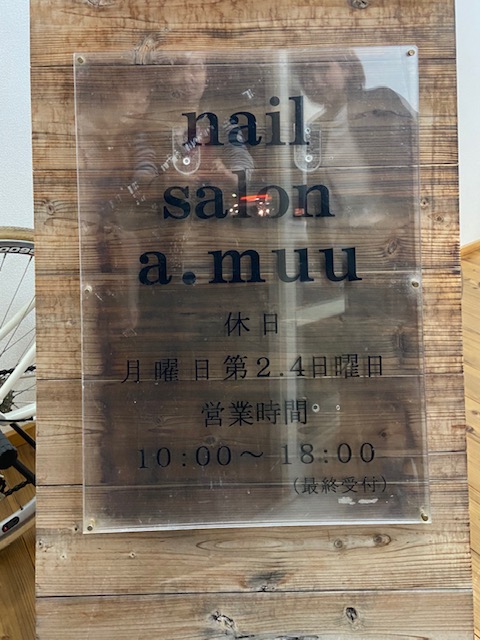 nail
salon
a.muu
休日
月曜日第2.4日曜日
営業時間
10:00〜18:00
(最終受付)